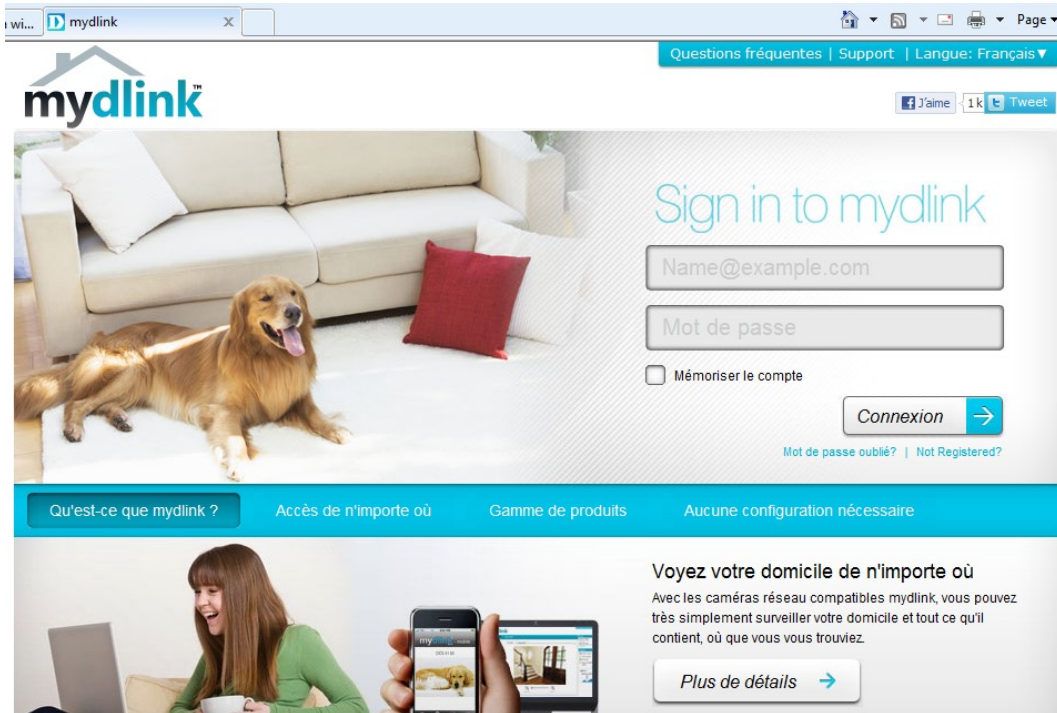 wi...
mydlink
X
Page
Questions fréquentes | Support | Langue: Français▼
mydlink™
J'aime
1k
Tweet
Sign in to mydlink
Name@example.com
Mot de passe
Mémoriser le compte
Connexion
Mot de passe oublié? | Not Registered?
Qu'est-ce que mydlink ?
Accès de n'importe où
Gamme de produits
Aucune configuration nécessaire
Voyez votre domicile de n'importe où
Avec les caméras réseau compatibles mydlink, vous pouvez
très simplement surveiller votre domicile et tout ce qu'il
contient, où que vous vous trouviez.
Plus de détails